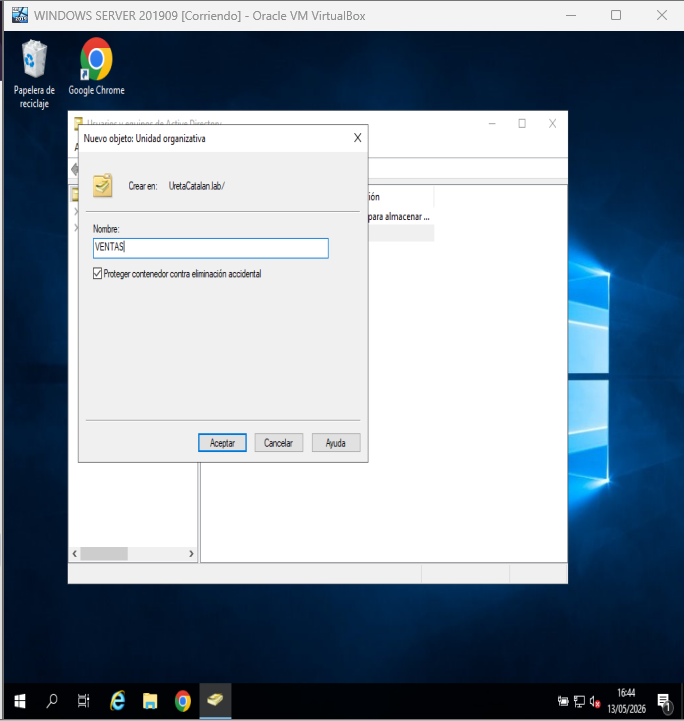 WINDOWS SERVER 201909 [Corriendo] - Oracle VM VirtualBox
Papelera de
reciclaje
Google Chrome
Usuarios y equipos de Active Directory
Nuevo objeto: Unidad organizativa
Crear en: UretaCatalan.lab/
ión
para almacenar ...
Nombre:
VENTAS
Proteger contenedor contra eliminación accidental
Aceptar
Cancelar
Ayuda
16:44
13/05/2026
1